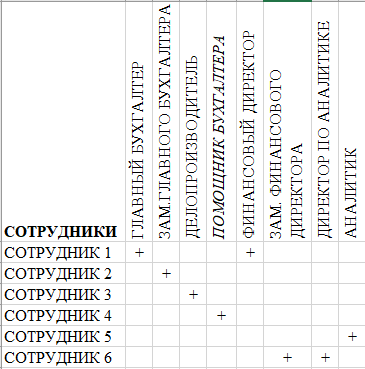 СОТРУДНИКИ
ГЛАВНЫЙ БУХГАЛТЕР
ЗАМ.ГЛАВНОГО БУХГАЛТЕРА
ДЕЛОПРОИЗВОДИТЕЛЬ
ПОМОЩНИК БУХГАЛТЕРА
ФИНАНСОВЫЙ ДИРЕКТОР
ЗАМ. ФИНАНСОВОГО
ДИРЕКТОРА
ДИРЕКТОР ПО АНАЛИТИКЕ
АНАЛИТИК
СОТРУДНИК 1 + +
СОТРУДНИК 2 +
СОТРУДНИК 3 +
СОТРУДНИК 4 +
СОТРУДНИК 5 +
СОТРУДНИК 6 + +